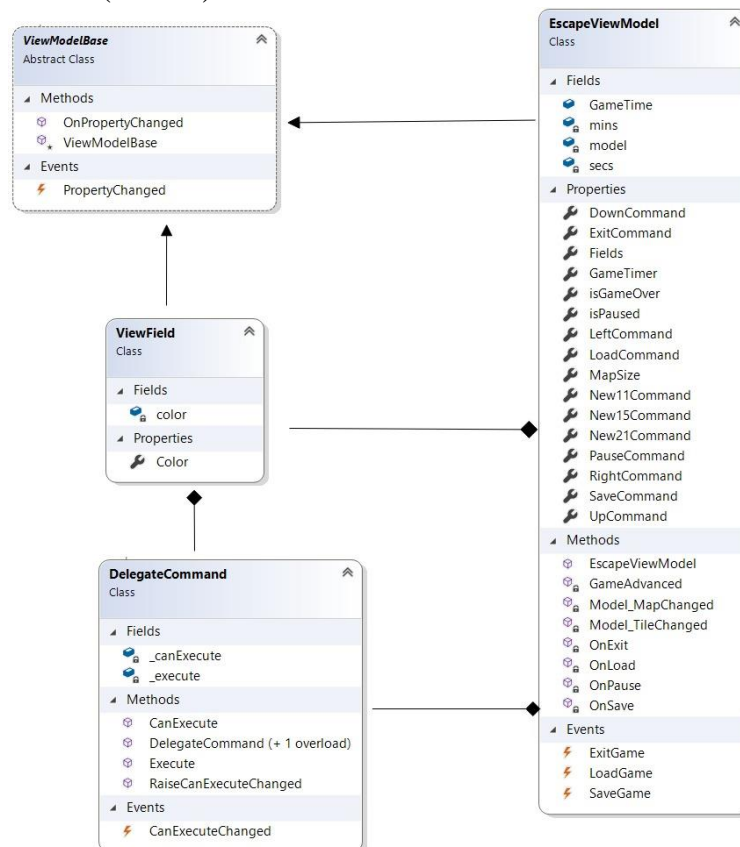 ViewModelBase
Abstract Class
Methods
OnPropertyChanged
ViewModelBase
Events
PropertyChanged
ViewField
Class
Fields
color
Properties
Color
DelegateCommand
Class
Fields
_canExecute
_execute
Methods
CanExecute
DelegateCommand (+ 1 overload)
Execute
RaiseCanExecuteChanged
Events
CanExecuteChanged
EscapeViewModel
Class
Fields
GameTime
mins
model
secs
Properties
DownCommand
ExitCommand
Fields
GameTimer
isGameOver
isPaused
LeftCommand
LoadCommand
MapSize
New11Command
New15Command
New21Command
PauseCommand
RightCommand
SaveCommand
UpCommand
Methods
EscapeViewModel
GameAdvanced
Model_MapChanged
Model_TileChanged
OnExit
OnLoad
OnPause
OnSave
Events
ExitGame
LoadGame
SaveGame